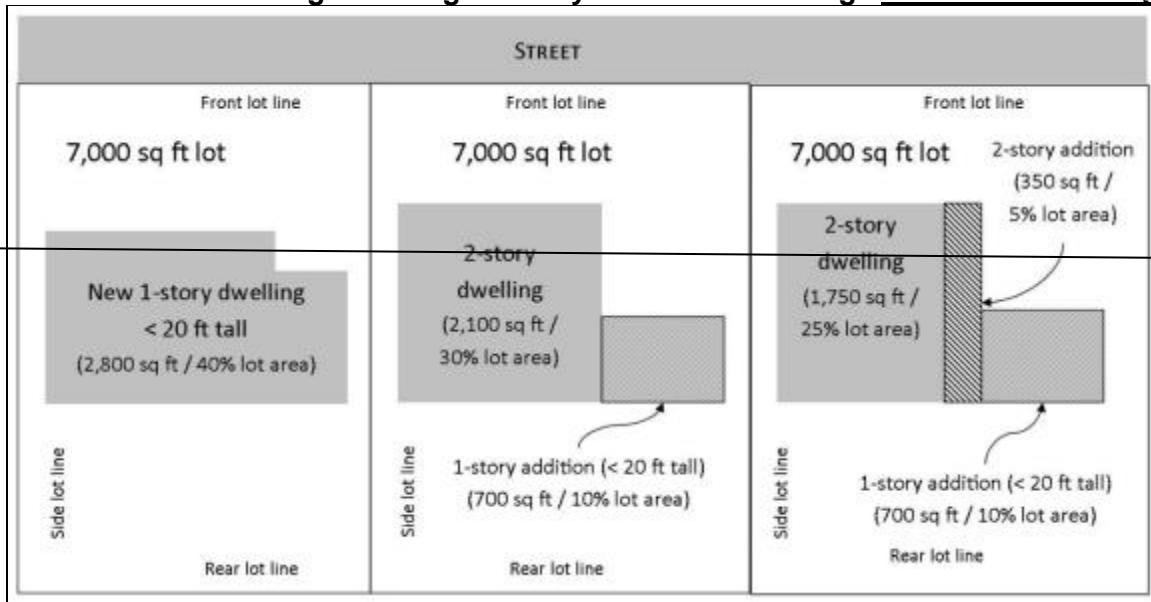 STREET
Front lot line
7,000 sq ft lot
New 1-story dwelling
< 20 ft tall
(2,800 sq ft / 40% lot area)
Side lot line
Rear lot line
Front lot line
7,000 sq ft lot
2-story
dwelling
(2,100 sq ft /
30% lot area)
1-story addition (< 20 ft tall)
(700 sq ft / 10% lot area)
Side lot line
Rear lot line
Front lot line
7,000 sq ft lot
2-story addition
(350 sq ft /
5% lot area)
2-story
dwelling
(1,750 sq ft /
25% lot area)
1-story addition (< 20 ft tall)
(700 sq ft / 10% lot area)
Side lot line
Rear lot line